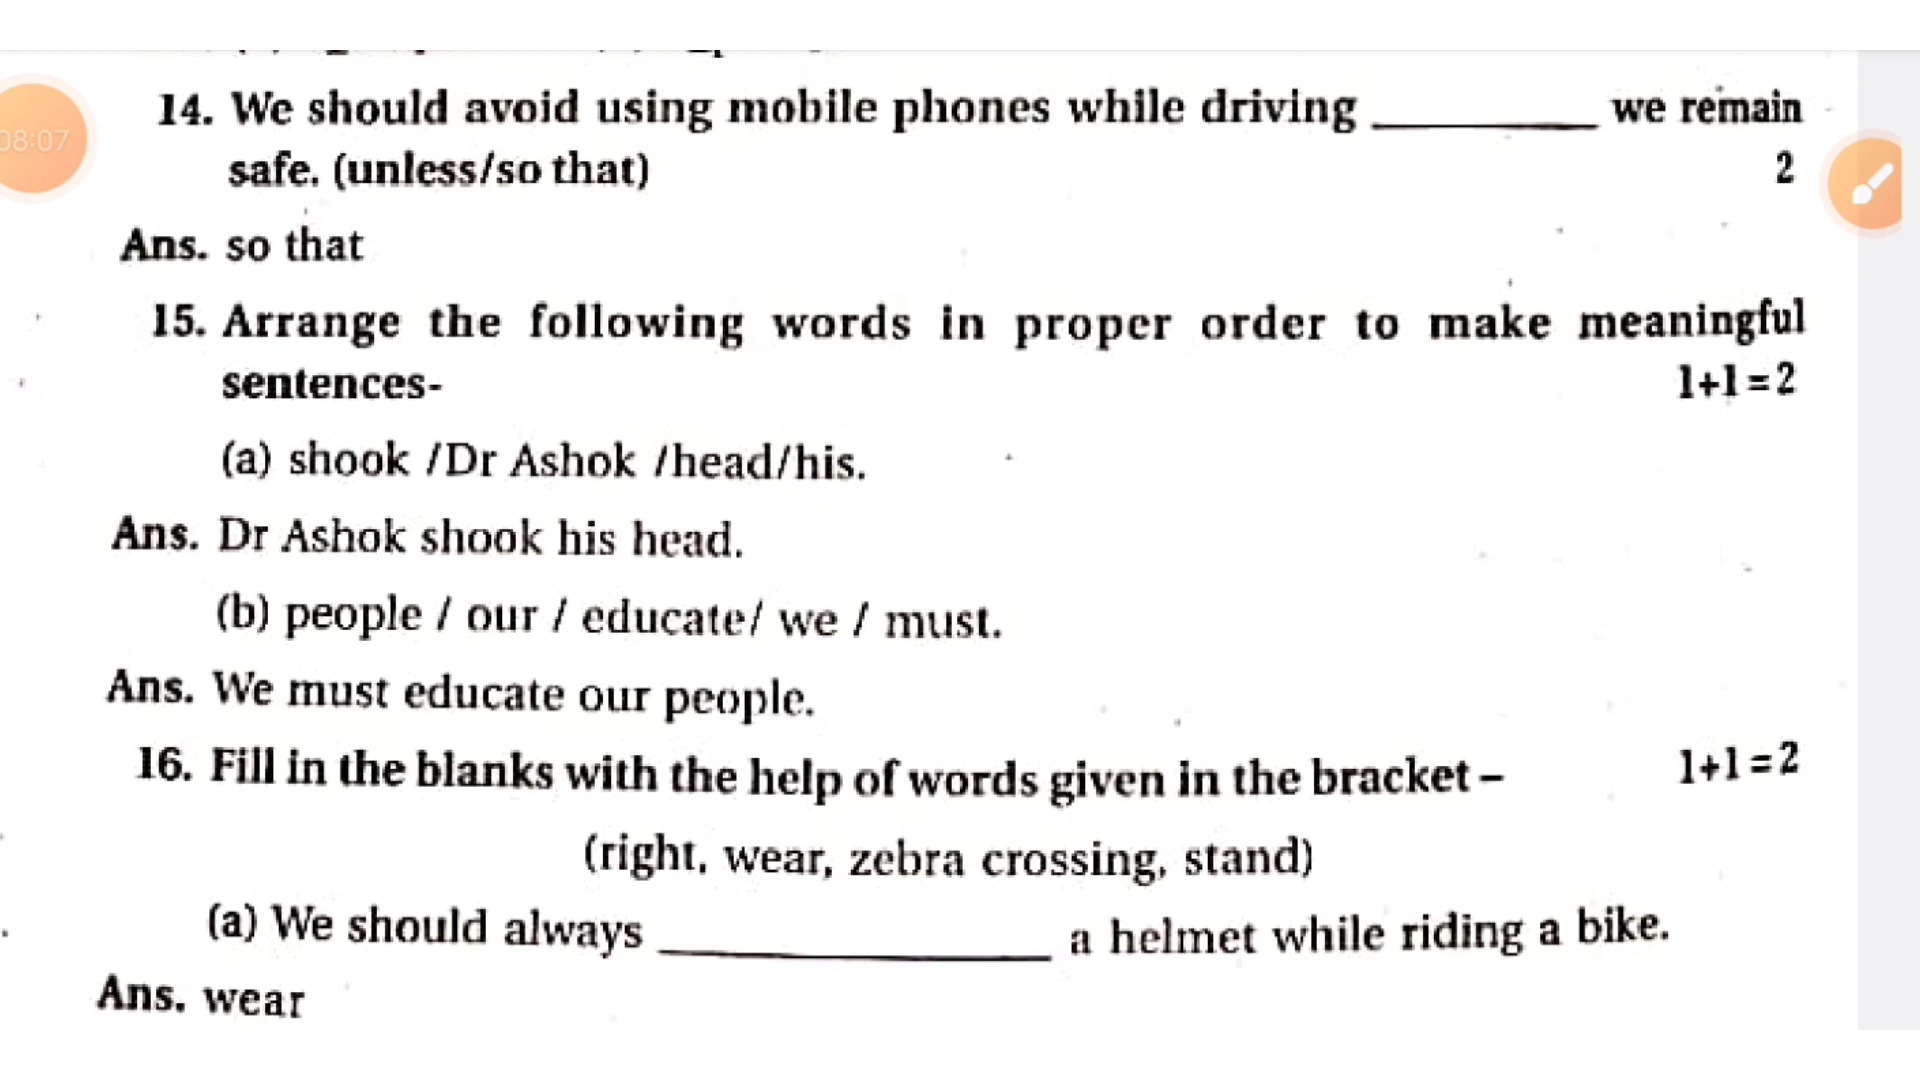 08:07
14. We should avoid using mobile phones while driving ________ we remain
safe. (unless/so that) 2
Ans. so that
15. Arrange the following words in proper order to make meaningful
sentences- 1+1=2
(a) shook /Dr Ashok /head/his.
Ans. Dr Ashok shook his head.
(b) people / our / educate/ we / must.
Ans. We must educate our people.
16. Fill in the blanks with the help of words given in the bracket – 1+1=2
(right, wear, zebra crossing, stand)
(a) We should always ________ a helmet while riding a bike.
Ans. wear